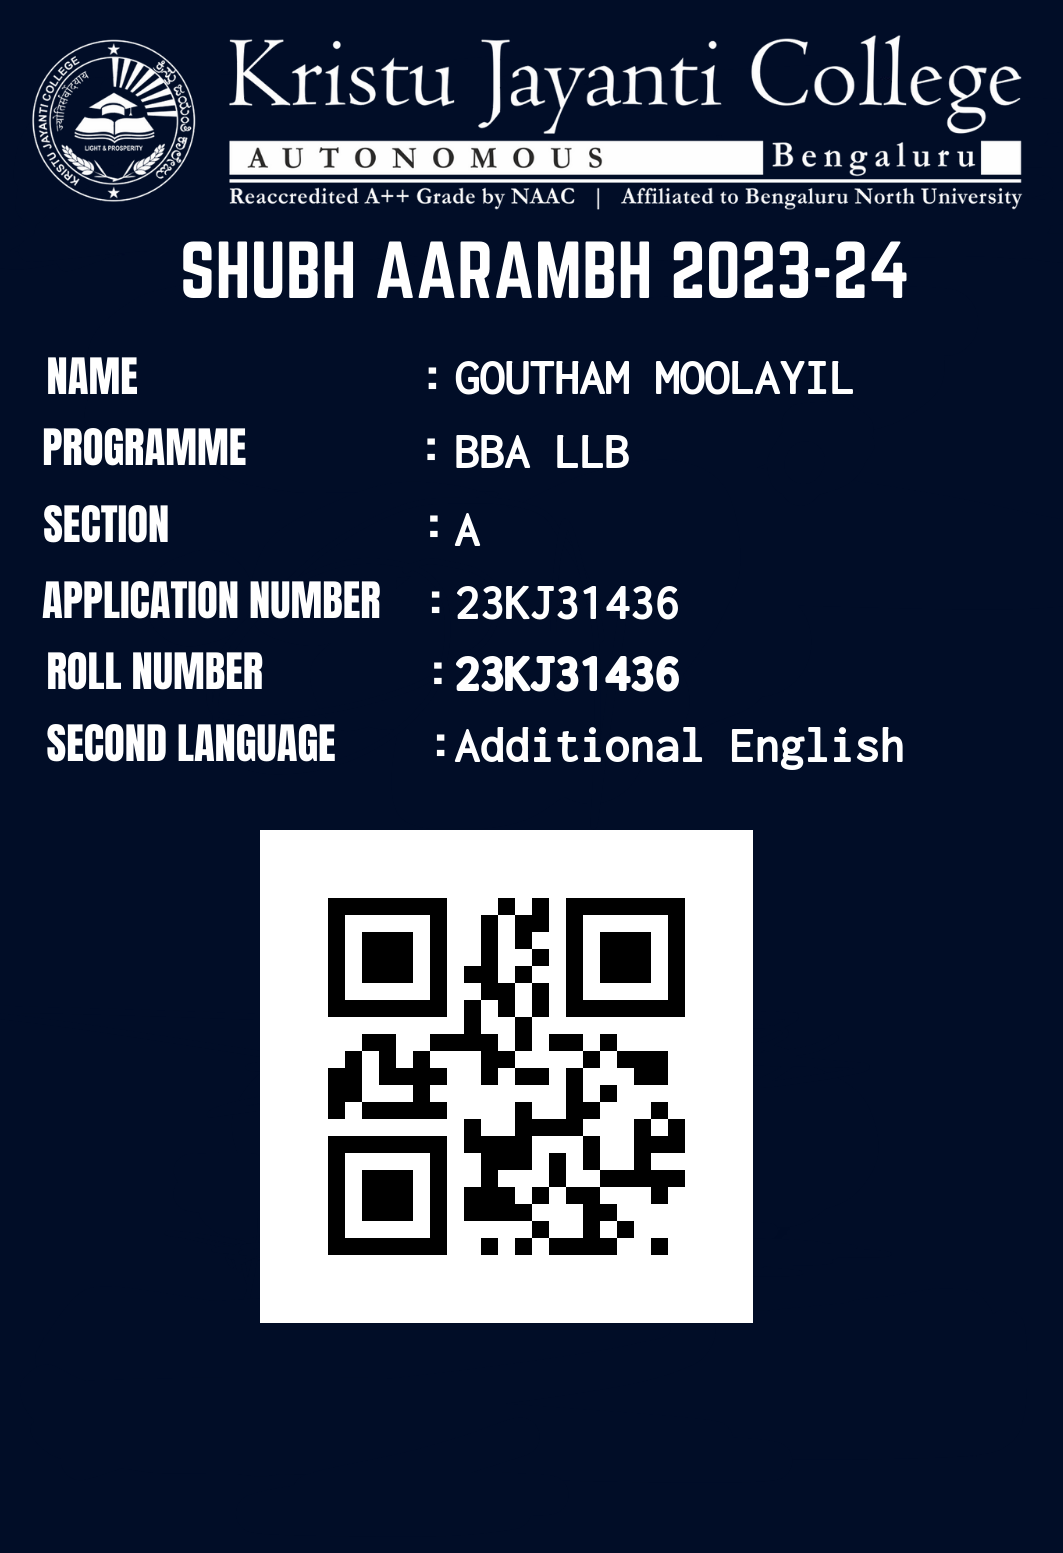 Kristu Jayanti College
AUTONOMOUS Bengaluru
Reaccredited A++ Grade by NAAC | Affiliated to Bengaluru North University
KRISTU JAYANTI COLLEGE
LIGHT & PROSPERITY
SHUBH AARAMBH 2023-24
NAME : GOUTHAM MOOLAYIL
PROGRAMME : BBA LLB
SECTION : A
APPLICATION NUMBER : 23KJ31436
ROLL NUMBER : 23KJ31436
SECOND LANGUAGE : Additional English